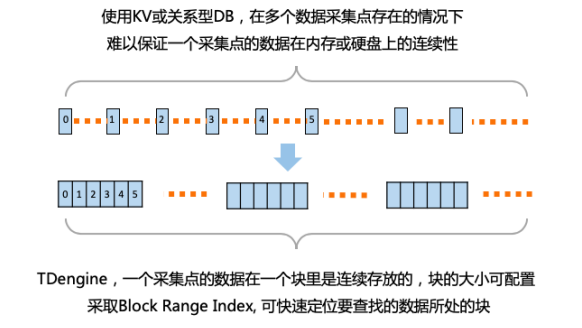 使用KV或关系型DB，在多个数据采集点存在的情况下
难以保证一个采集点的数据在内存或硬盘上的连续性
0 1 2 3 4 5
0 1 2 3 4 5
TDengine，一个采集点的数据在一个块里是连续存放的，块的大小可配置
采取Block Range Index, 可快速定位要查找的数据所处的块